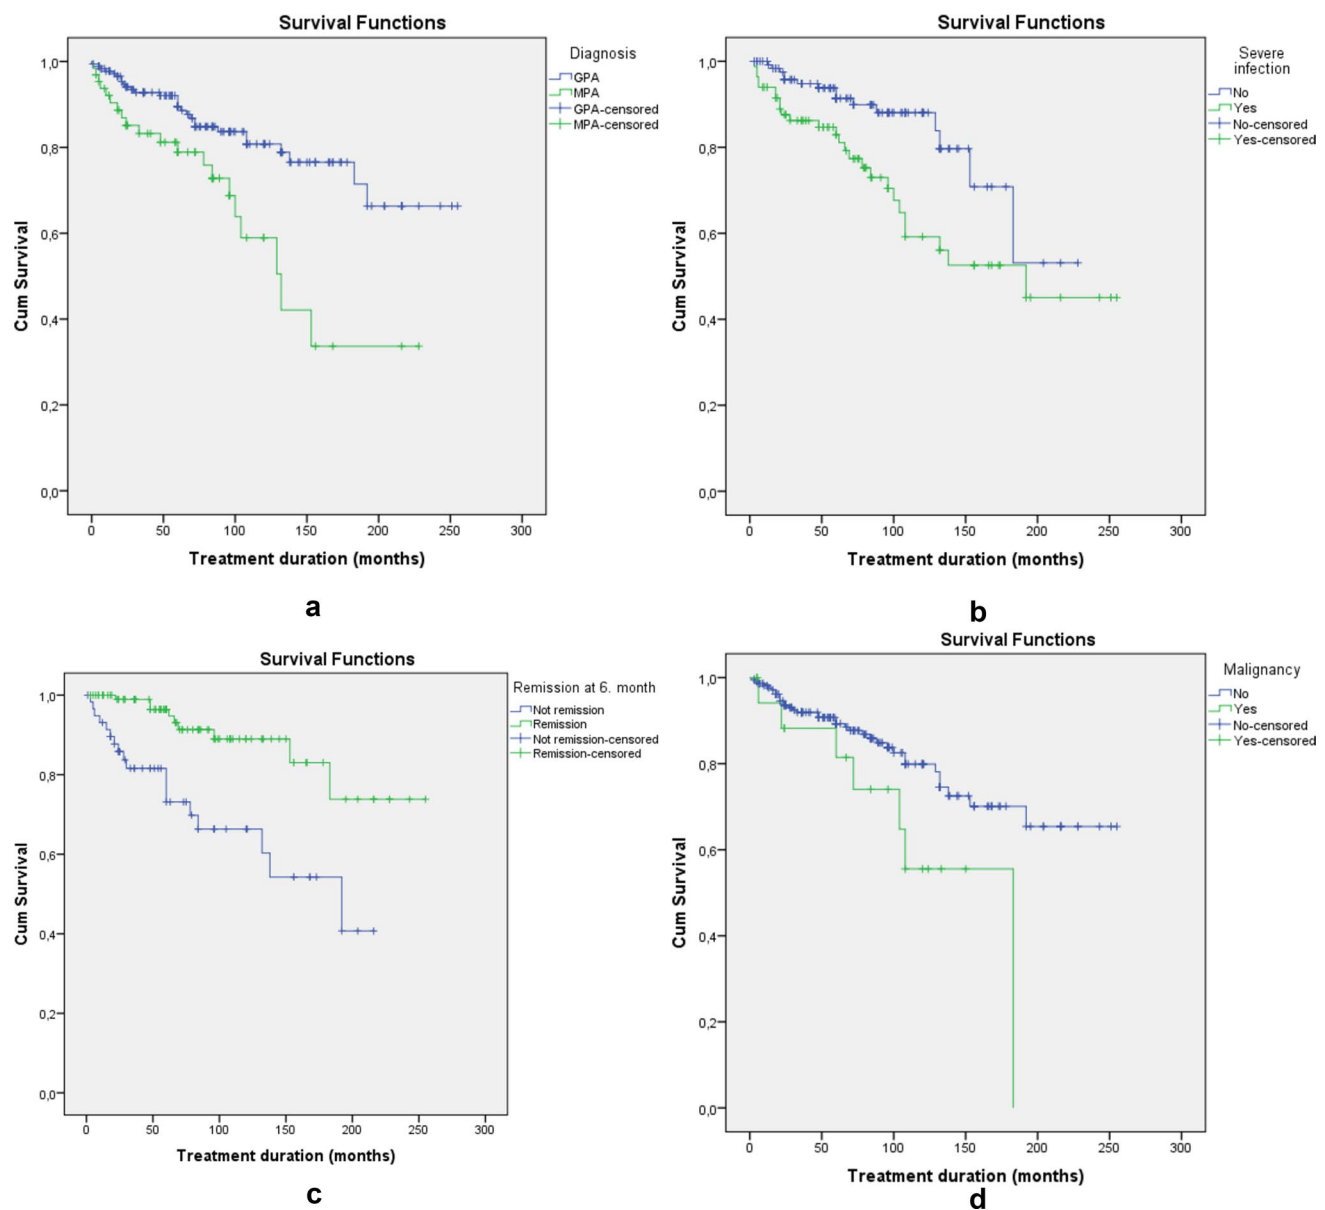 Survival Functions
Diagnosis
GPA
MPA
GPA-censored
MPA-censored
Cum Survival
1,0
0,8
0,6
0,4
0,2
0,0
0 50 100 150 200 250 300
Treatment duration (months)
a
Survival Functions
Severe
infection
No
Yes
No-censored
Yes-censored
Cum Survival
1,0
0,8
0,6
0,4
0,2
0,0
0 50 100 150 200 250 300
Treatment duration (months)
b
Survival Functions
Remission at 6. month
Not remission
Remission
Not remission-censored
Remission-censored
Cum Survival
1,0
0,8
0,6
0,4
0,2
0,0
0 50 100 150 200 250 300
Treatment duration (months)
c
Survival Functions
Malignancy
No
Yes
No-censored
Yes-censored
Cum Survival
1,0
0,8
0,6
0,4
0,2
0,0
0 50 100 150 200 250 300
Treatment duration (months)
d